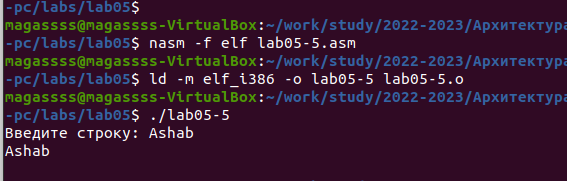 -pc/labs/lab05$
magassss@magassss-VirtualBox:~/work/study/2022-2023/Архитектура
-pc/labs/lab05$ nasm -f elf lab05-5.asm
magassss@magassss-VirtualBox:~/work/study/2022-2023/Архитектура
-pc/labs/lab05$ ld -m elf_i386 -o lab05-5 lab05-5.o
magassss@magassss-VirtualBox:~/work/study/2022-2023/Архитектура
-pc/labs/lab05$ ./lab05-5
Введите строку: Ashab
Ashab